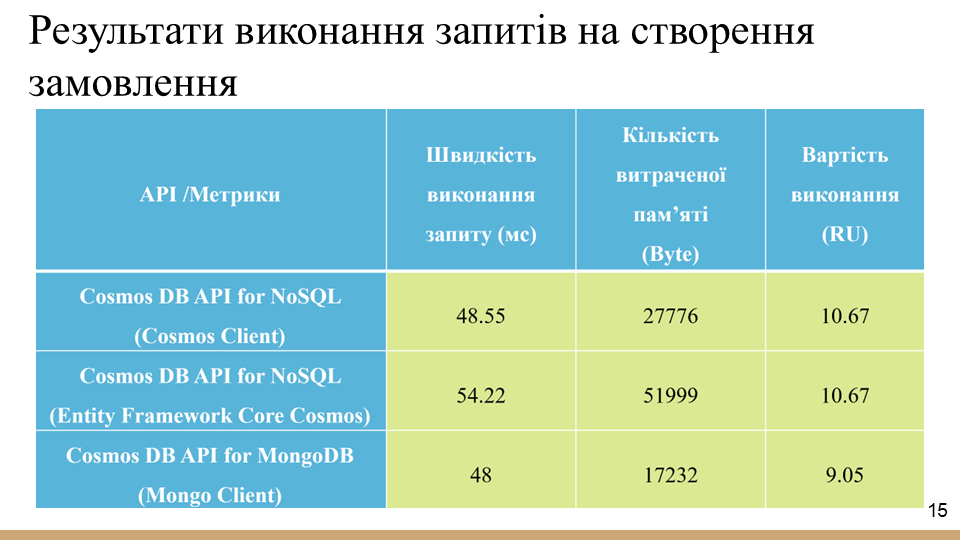 Результати виконання запитів на створення
замовлення
API /Метрики
Швидкість
виконання
запиту (мс)
Кількість
витраченої
пам’яті
(Byte)
Вартість
виконання
(RU)
Cosmos DB API for NoSQL
(Cosmos Client)
48.55
27776
10.67
Cosmos DB API for NoSQL
(Entity Framework Core Cosmos)
54.22
51999
10.67
Cosmos DB API for MongoDB
(Mongo Client)
48
17232
9.05
15